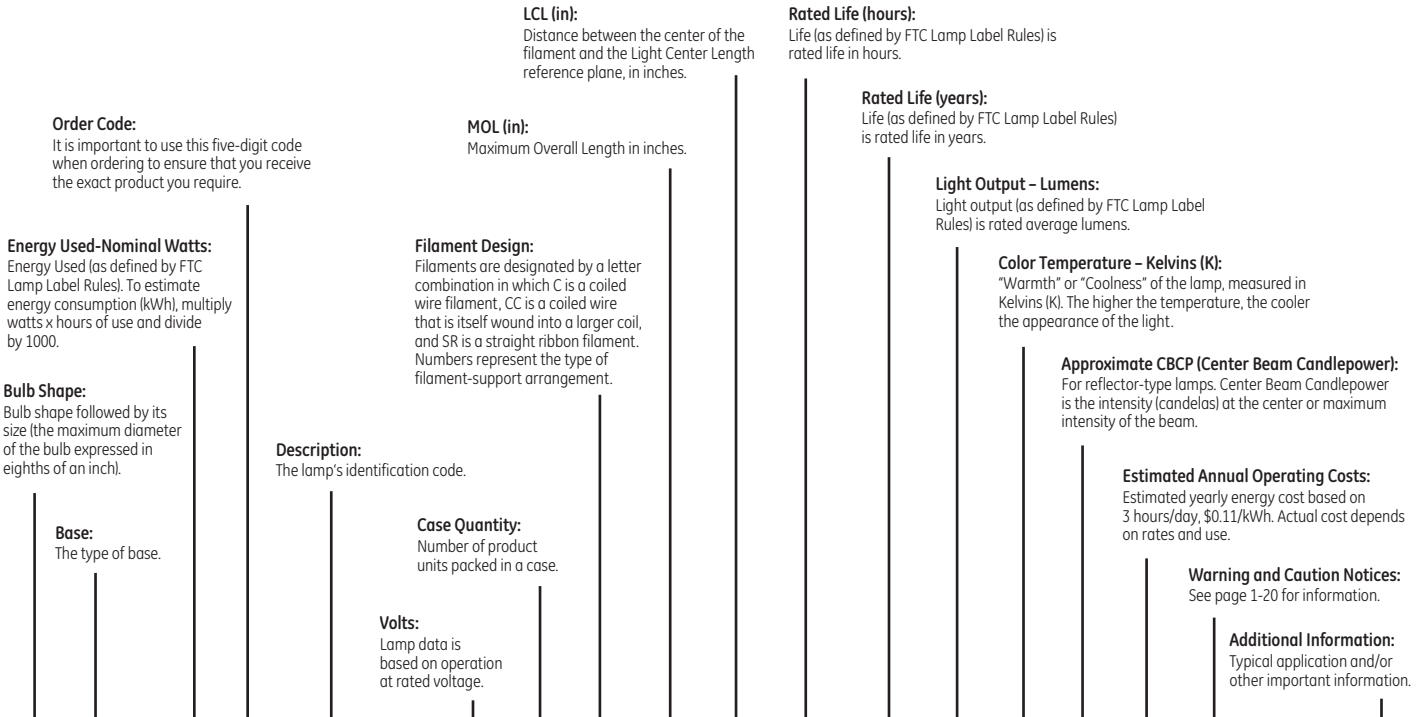 LCL (in):
Distance between the center of the
filament and the Light Center Length
reference plane, in inches.
Rated Life (hours):
Life (as defined by FTC Lamp Label Rules) is
rated life in hours.
Rated Life (years):
Life (as defined by FTC Lamp Label Rules)
is rated life in years.
Order Code:
It is important to use this five-digit code
when ordering to ensure that you receive
the exact product you require.
MOL (in):
Maximum Overall Length in inches.
Light Output – Lumens:
Light output (as defined by FTC Lamp Label
Rules) is rated average lumens.
Energy Used-Nominal Watts:
Energy Used (as defined by FTC
Lamp Label Rules). To estimate
energy consumption (kWh), multiply
watts x hours of use and divide
by 1000.
Filament Design:
Filaments are designated by a letter
combination in which C is a coiled
wire filament, CC is a coiled wire
that is itself wound into a larger coil,
and SR is a straight ribbon filament.
Numbers represent the type of
filament-support arrangement.
Color Temperature – Kelvins (K):
“Warmth” or “Coolness” of the lamp, measured in
Kelvins (K). The higher the temperature, the cooler
the appearance of the light.
Approximate CBCP (Center Beam Candlepower):
For reflector-type lamps. Center Beam Candlepower
is the intensity (candelas) at the center or maximum
intensity of the beam.
Bulb Shape:
Bulb shape followed by its
size (the maximum diameter
of the bulb expressed in
eighths of an inch).
Description:
The lamp's identification code.
Estimated Annual Operating Costs:
Estimated yearly energy cost based on
3 hours/day, $0.11/kWh. Actual cost depends
on rates and use.
Base:
The type of base.
Case Quantity:
Number of product
units packed in a case.
Warning and Caution Notices:
See page 1-20 for information.
Volts:
Lamp data is
based on operation
at rated voltage.
Additional Information:
Typical application and/or
other important information.